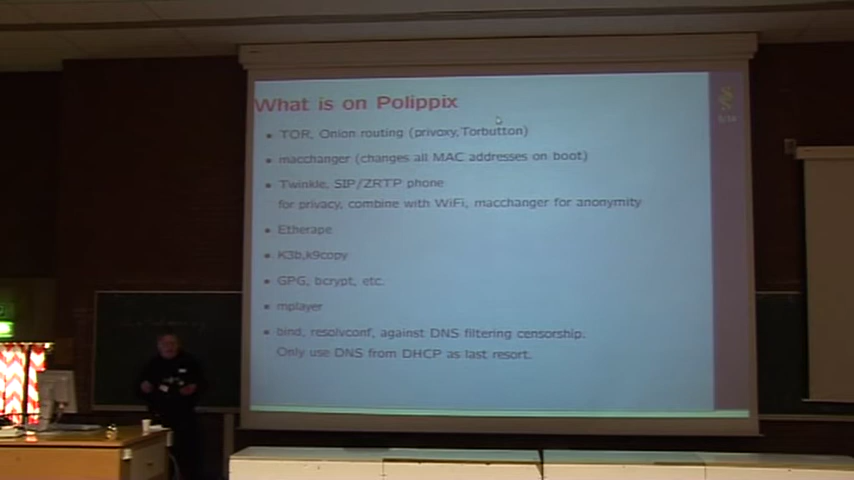 What is on Polippix
TOR, Onion routing (privoxy, Torbutton)
macchanger (changes all MAC addresses on boot)
Twinkle, SIP/ZRTP phone
for privacy, combine with WiFi, macchanger for anonymity
Etherape
K3b,k9copy
GPG, bcrypt, etc.
mplayer
bind, resolvconf, against DNS filtering censorship.
Only use DNS from DHCP as last resort.